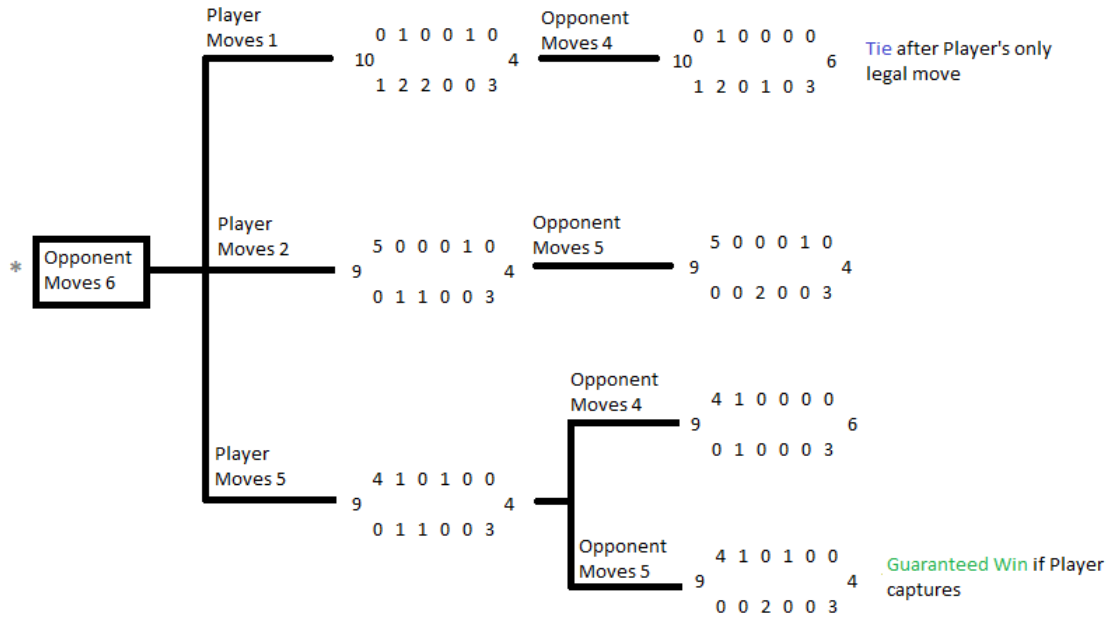 Player
Moves 1
0 1 0 0 1 0
10
4
1 2 2 0 0 3
Opponent
Moves 4
0 1 0 0 0 0
10
6
1 2 0 1 0 3
Tie after Player's only
legal move
*
Opponent
Moves 6
Player
Moves 2
5 0 0 0 1 0
9
4
0 1 1 0 0 3
Opponent
Moves 5
5 0 0 0 1 0
9
4
0 0 2 0 0 3
Player
Moves 5
4 1 0 1 0 0
9
4
0 1 1 0 0 3
Opponent
Moves 4
4 1 0 0 0 0
9
6
0 1 0 0 0 3
Opponent
Moves 5
4 1 0 1 0 0
9
4
0 0 2 0 0 3
Guaranteed Win if Player
captures